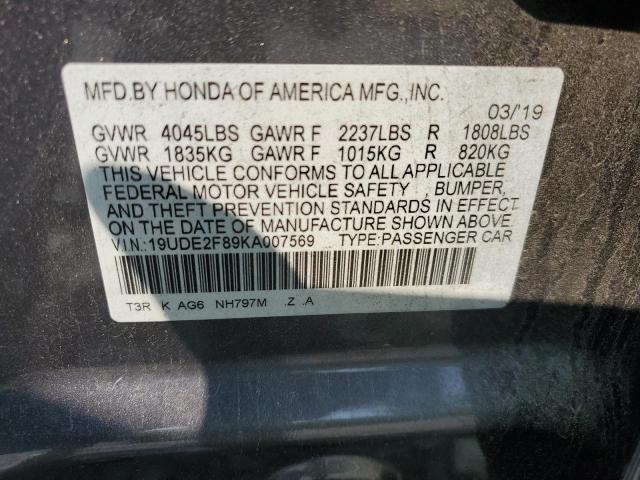 MFD.BY HONDA OF AMERICA MFG.,INC.
03/'19
GVWR 4045LBS GAWR F 2237LBS R 1808LBS
GVWR 1835KG GAWR F 1015KG R 820KG
THIS VEHICLE CONFORMS TO ALL APPLICABLE
FEDERAL MOTOR VEHICLE SAFETY , BUMPER,
AND THEFT PREVENTION STANDARDS IN EFFECT
ON THE DATE OF MANUFACTURE SHOWN ABOVE.
V.I.N.:19UDE2F89KA007569 TYPE:PASSENGER CAR
T3R K AG6 NH797M .Z .A